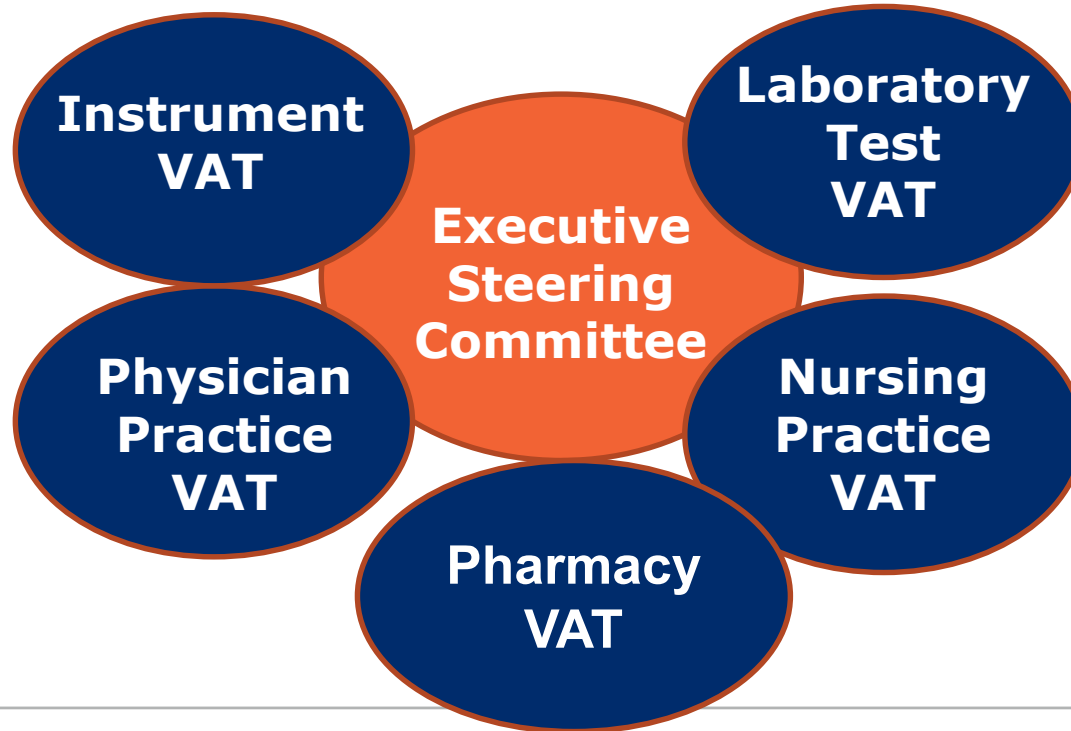 Instrument
VAT
Laboratory
Test
VAT
Executive
Steering
Committee
Physician
Practice
VAT
Nursing
Practice
VAT
Pharmacy
VAT